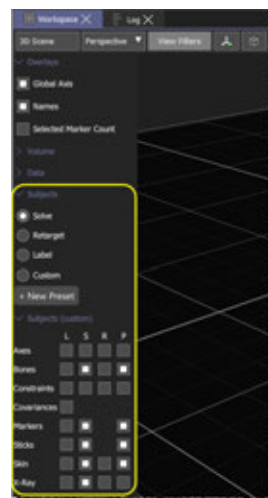 Workspace Log
3D Scene Perspective View Filters
Overlays
Global Axis
Names
Selected Marker Count
Volume
Data
Subjects
Solve
Retarget
Label
Custom
+ New Preset
Subjects (custom)
L S R P
Axes
Bones
Constraints
Covariances
Markers
Sticks
Skin
X-Ray